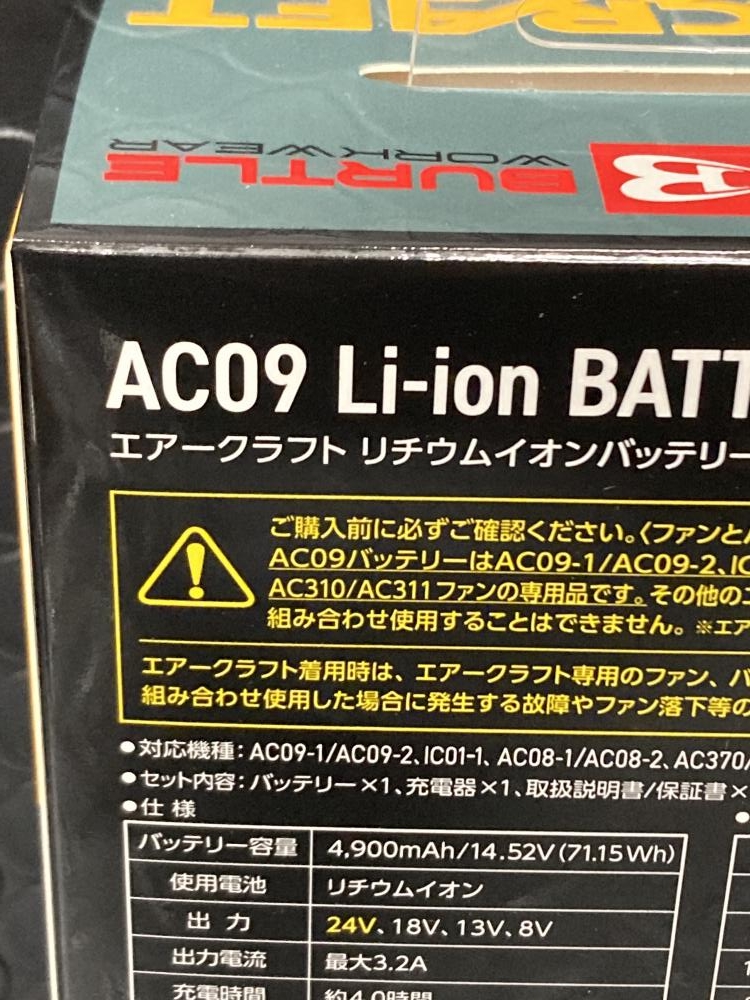 CRAFT
BURTLE
WORKWEAR
AC09 Li-ion BATT
エアークラフト リチウムイオンバッテリー
ご購入前に必ずご確認ください。〈ファンと
AC09バッテリーはAC09-1/AC09-2、IC
AC310/AC311ファンの専用品です。その他の
組み合わせ使用することはできません。※エア
エアークラフト着用時は、エアークラフト専用のファン、バ
組み合わせ使用した場合に発生する故障やファン落下等の
●対応機種：AC09-1/AC09-2、IC01-1、AC08-1/AC08-2、AC370/
●セット内容：バッテリー×1、充電器×1、取扱説明書/保証書×
●仕様
バッテリー容量 4,900mAh/14.52V(71.15Wh)
使用電池 リチウムイオン
出力 24V、18V、13V、8V
出力電流 最大3.2A
充電時間 約4.0時間